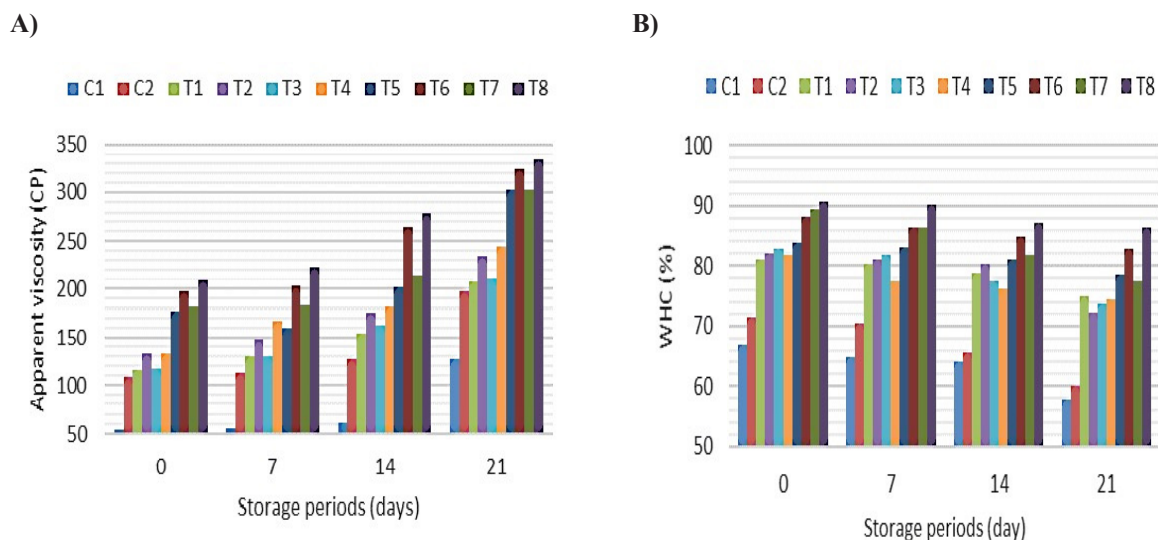 A)
B)
C1 C2 T1 T2 T3 T4 T5 T6 T7 T8
C1 C2 T1 T2 T3 T4 T5 T6 T7 T8
Apparent viscosity (CP)
350
300
250
200
150
100
50
0 7 14 21
Storage periods (days)
WHC (%)
100
90
80
70
60
50
0 7 14 21
Storage periods (day)